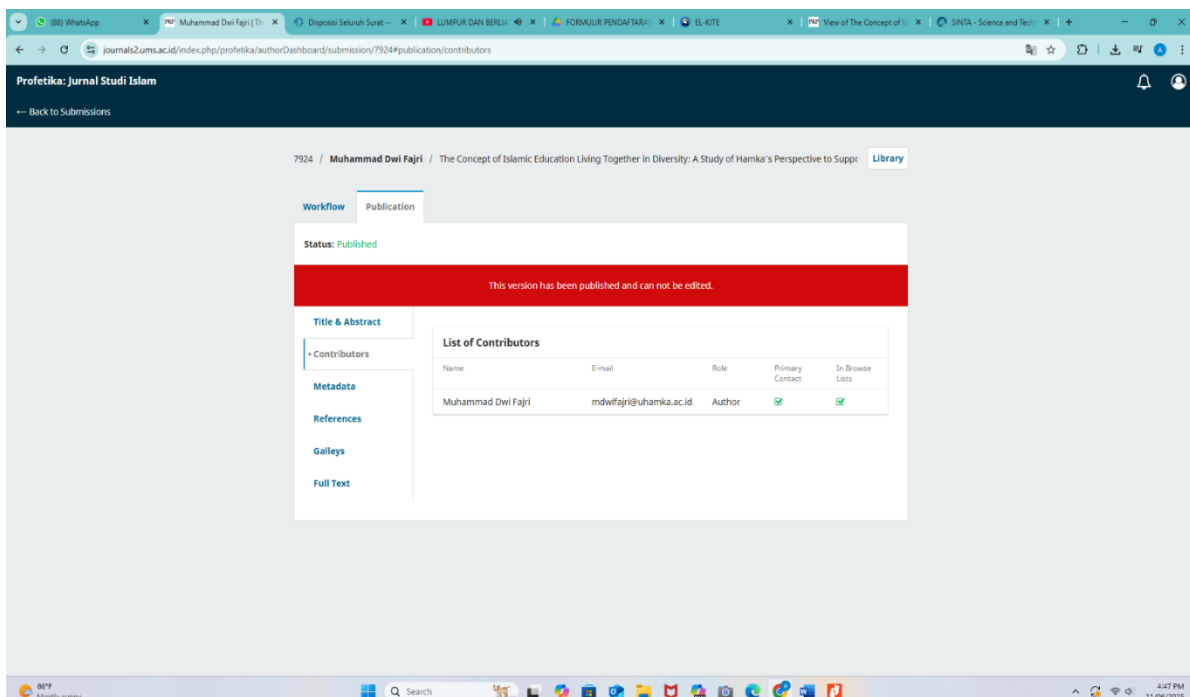 (88) WhatsApp
Muhammad Dwi Fajri | Th
Disposisi Seluruh Surat —
LUMPUR DAN BERLIA
FORMULIR PENDAFTARA
EL-KITE
View of The Concept of I
SINTA - Science and Tech
journals2.ums.ac.id/index.php/profetika/authorDashboard/submission/7924#publication/contributors
Profetika: Jurnal Studi Islam
← Back to Submissions
7924 / Muhammad Dwi Fajri / The Concept of Islamic Education Living Together in Diversity: A Study of Hamka's Perspective to Suppo
Library
Workflow Publication
Status: Published
This version has been published and can not be edited.
Title & Abstract
• Contributors
Metadata
References
Galleys
Full Text
List of Contributors
Name E-mail Role Primary Contact In Browse Lists
Muhammad Dwi Fajri mdwifajri@uhamka.ac.id Author
86°F
Mostly sunny
Search
4:47 PM
11/06/2025